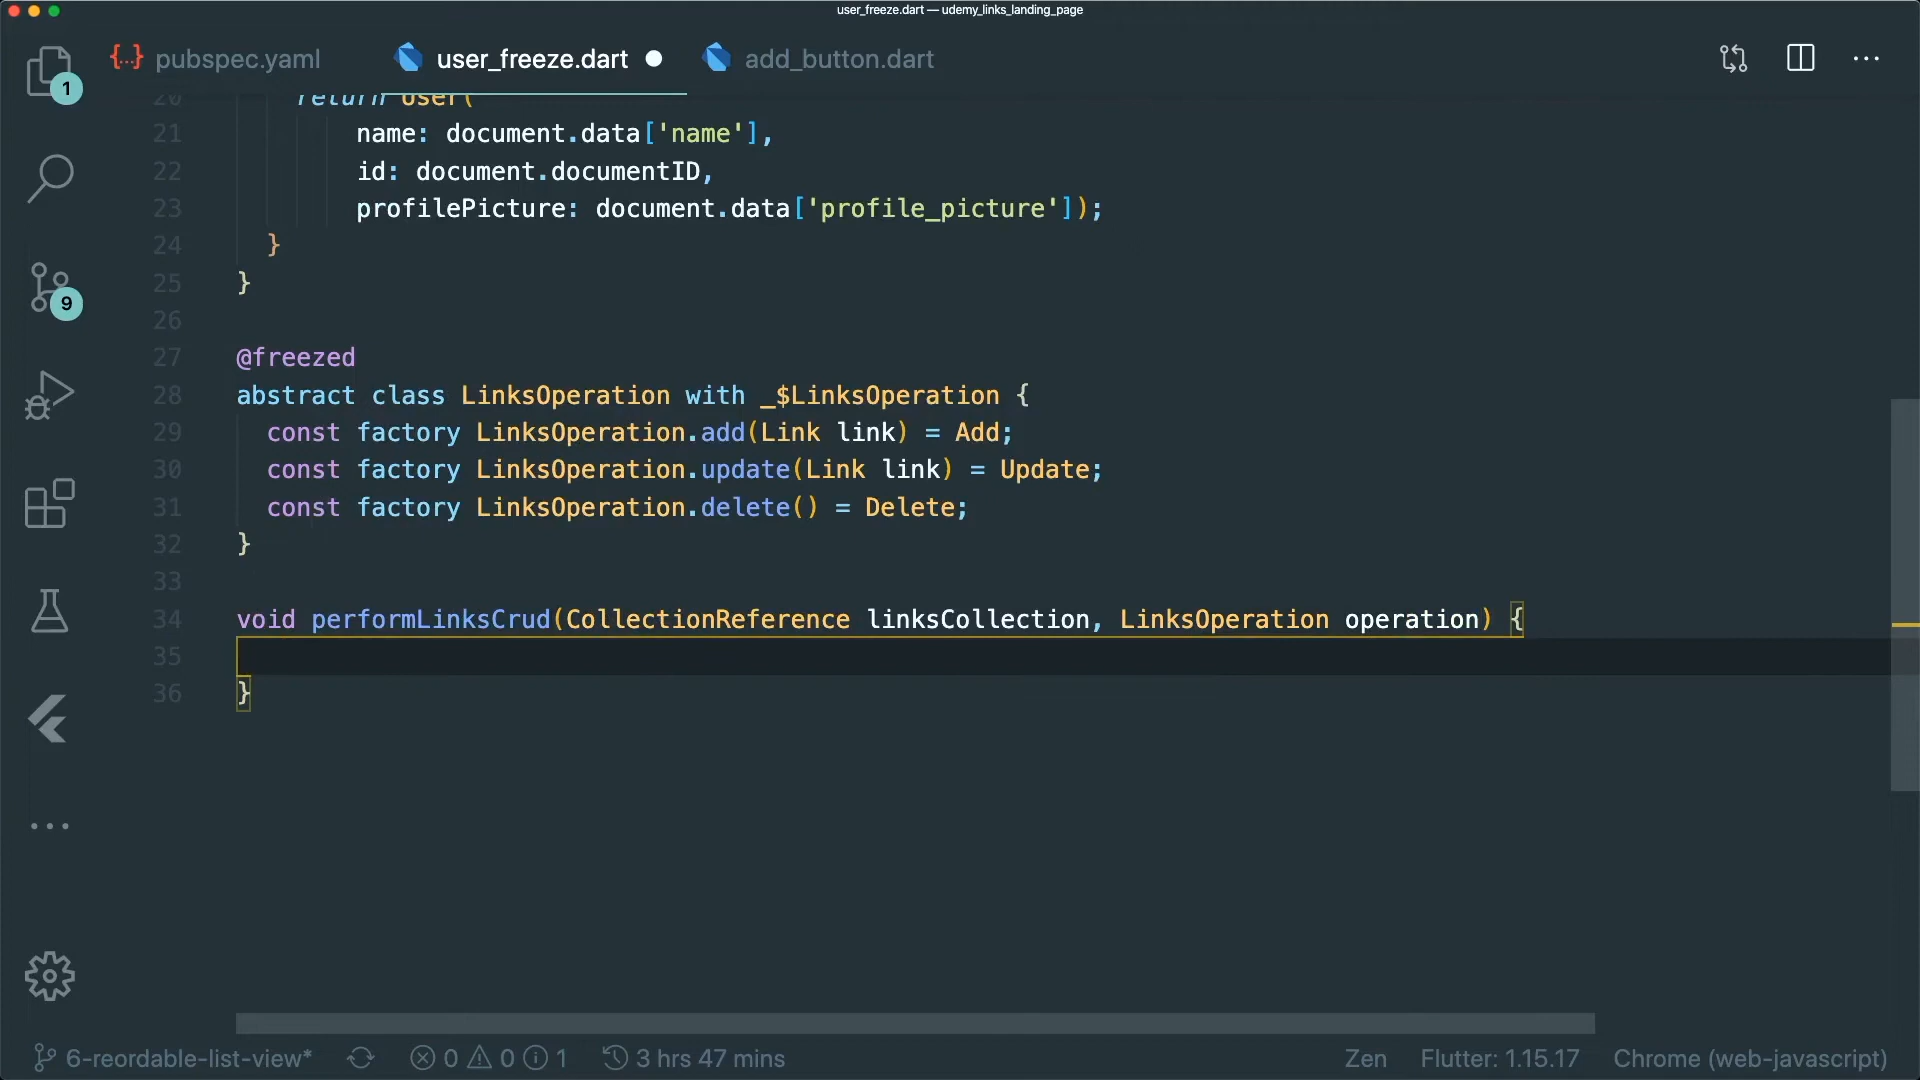 user_freeze.dart — udemy_links_landing_page
{..} pubspec.yaml user_freeze.dart add_button.dart
1
20 return User(
21 name: document.data['name'],
22 id: document.documentID,
23 profilePicture: document.data['profile_picture']);
24 }
25 }
26
27 @freezed
28 abstract class LinksOperation with _$LinksOperation {
29 const factory LinksOperation.add(Link link) = Add;
30 const factory LinksOperation.update(Link link) = Update;
31 const factory LinksOperation.delete() = Delete;
32 }
33
34 void performLinksCrud(CollectionReference linksCollection, LinksOperation operation) {
35
36 }
9
6-reordable-list-view* 0 0 1 3 hrs 47 mins Zen Flutter: 1.15.17 Chrome (web-javascript)